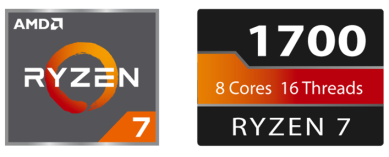 AMD
RYZEN
7
1700
8 Cores 16 Threads
RYZEN 7